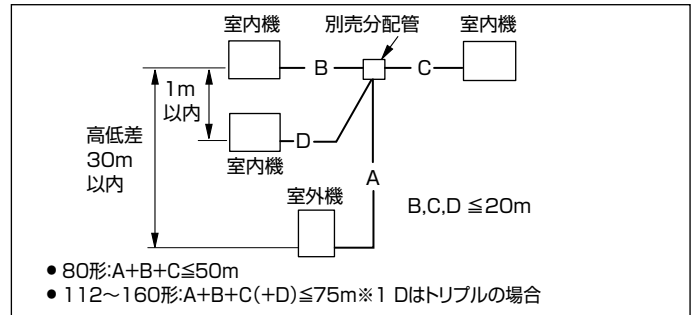 室内機
別売分配管
室内機
B
C
1m
以内
高低差
30m
以内
D
室内機
A
室外機
B,C,D ≦20m
● 80形:A+B+C≦50m
● 112〜160形:A+B+C(+D)≦75m※1 Dはトリプルの場合